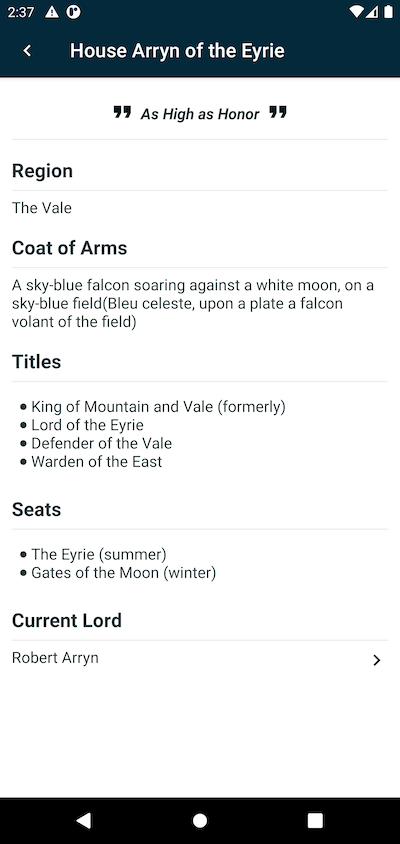 2:37
House Arryn of the Eyrie
As High as Honor
Region
The Vale
Coat of Arms
A sky-blue falcon soaring against a white moon, on a
sky-blue field(Bleu celeste, upon a plate a falcon
volant of the field)
Titles
King of Mountain and Vale (formerly)
Lord of the Eyrie
Defender of the Vale
Warden of the East
Seats
The Eyrie (summer)
Gates of the Moon (winter)
Current Lord
Robert Arryn